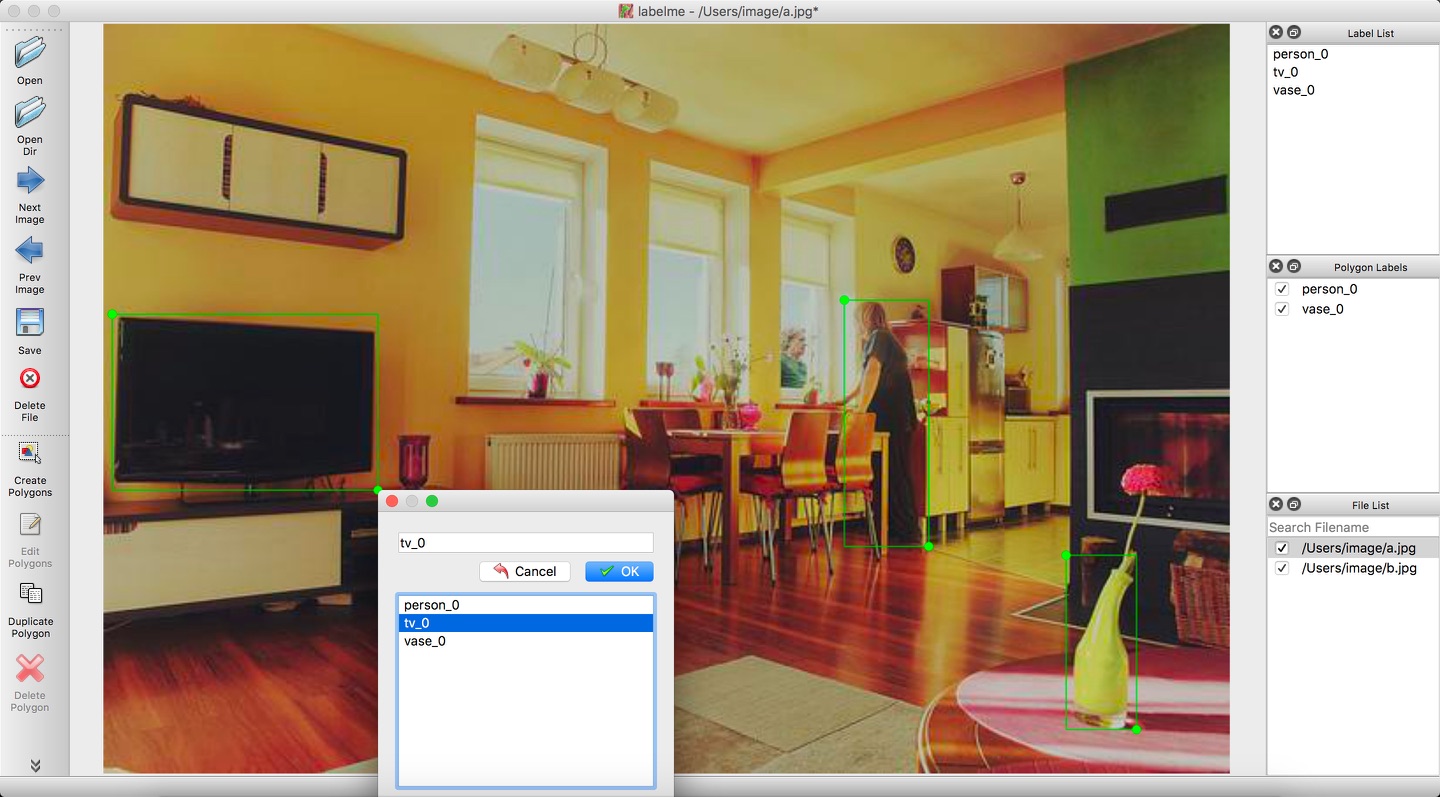 labelme - /Users/image/a.jpg*
Open
Open
Dir
Next
Image
Prev
Image
Save
Delete
File
Create
Polygons
Edit
Polygons
Duplicate
Polygon
Delete
Polygon
tv_0
Cancel
OK
person_0
tv_0
vase_0
Label List
person_0
tv_0
vase_0
Polygon Labels
person_0
vase_0
File List
Search Filename
/Users/image/a.jpg
/Users/image/b.jpg